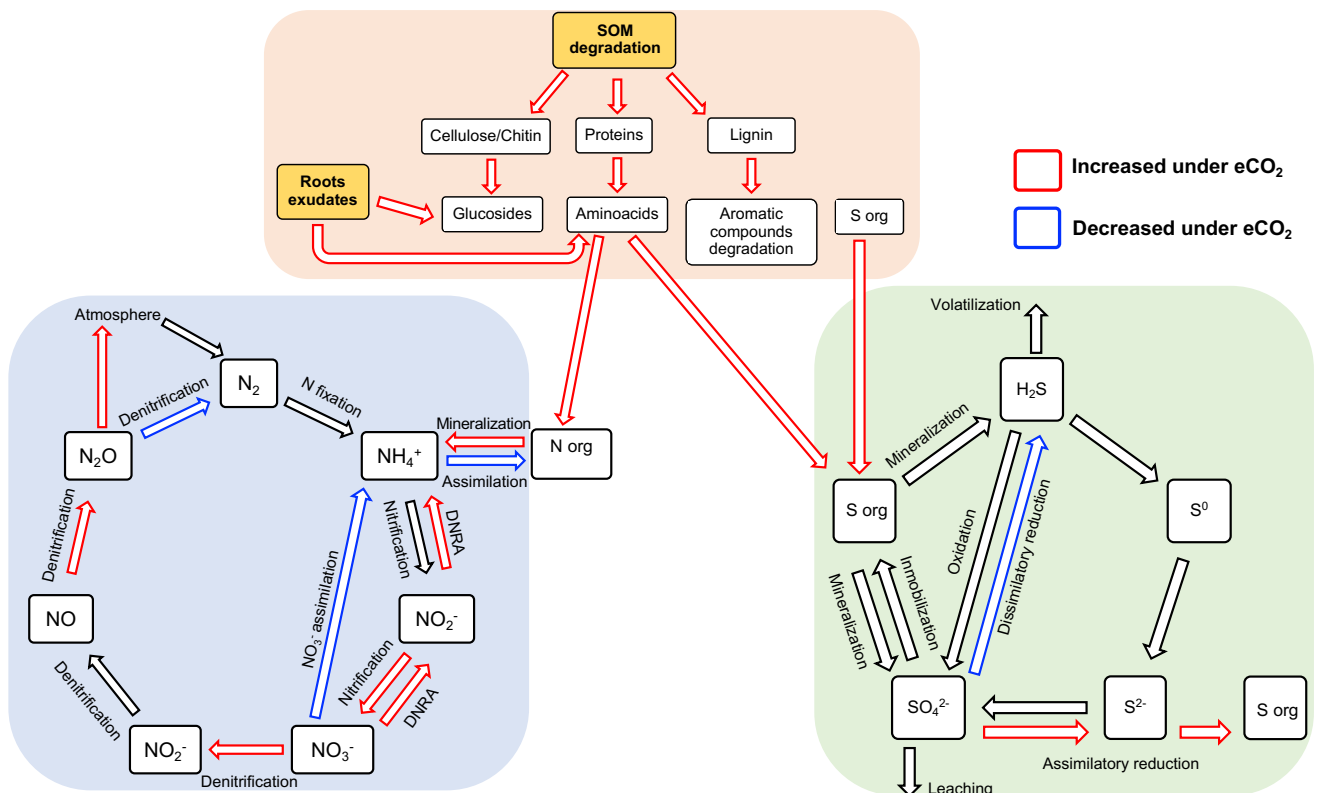 SOM
degradation
Cellulose/Chitin
Proteins
Lignin
Roots
exudates
Glucosides
Aminoacids
Aromatic
compounds
degradation
S org
Increased under eCO₂
Decreased under eCO₂
Atmosphere
N₂
Denitrification
N fixation
N₂O
NH₄⁺
Mineralization
Assimilation
N org
Denitrification
Nitrification
DNRA
NO
NO₃⁻ assimilation
NO₂⁻
Denitrification
Nitrification
DNRA
NO₂⁻
NO₃⁻
Denitrification
Volatilization
H₂S
Mineralization
S org
Oxidation
Dissimilatory reduction
S⁰
Mineralization
Inmobilization
SO₄²⁻
S²⁻
S org
Assimilatory reduction
Leaching